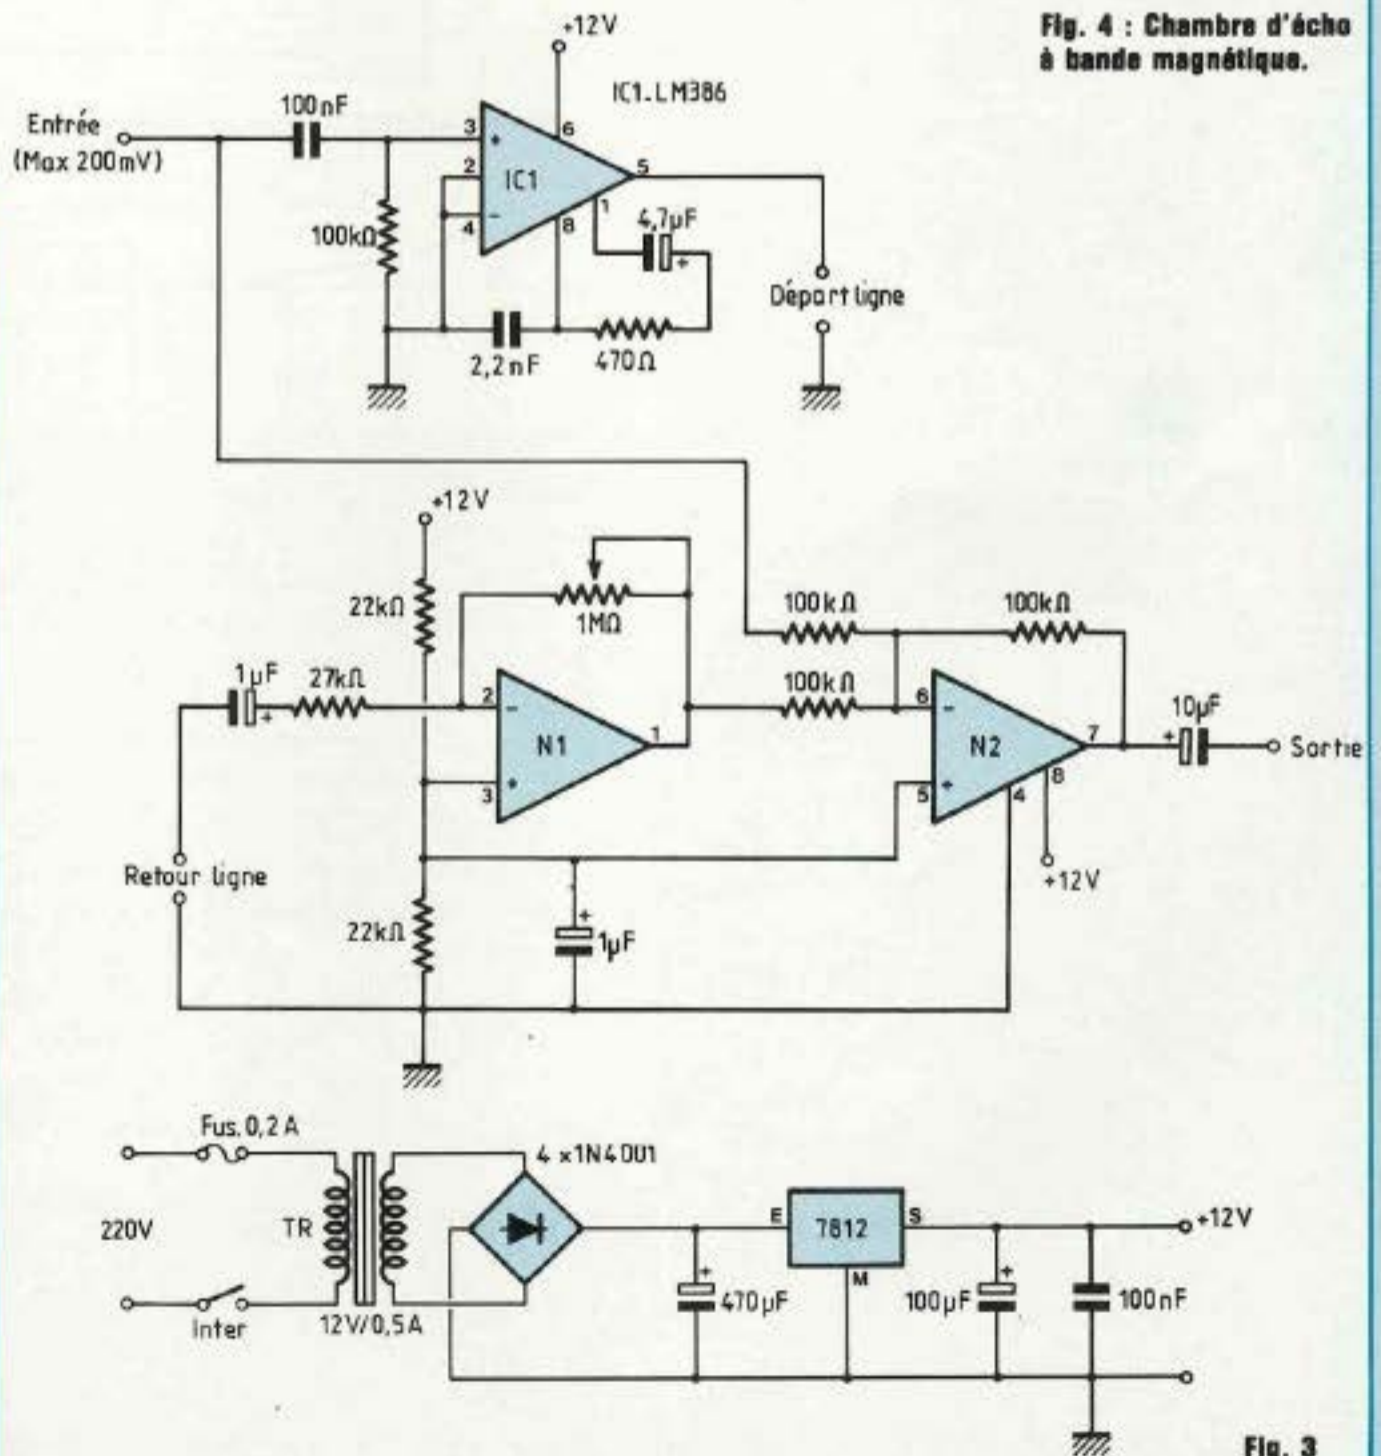 Fig. 4 : Chambre d'écho
à bande magnétique.
+12V
IC1. LM386
100nF
Entrée
(Max 200mV)
3
+
6
2
IC1
5
-
4
8
1
4,7µF
+
100kΩ
Départ ligne
2,2nF
470Ω
+12V
22kΩ
1MΩ
100kΩ
100kΩ
1µF
+
27kΩ
2
-
N1
1
+
3
100kΩ
6
-
N2
7
+
10µF
Sortie
5
+
4
8
+12V
Retour ligne
22kΩ
+
1µF
Fus. 0,2A
4 x1N4001
220V
TR
E
7812
S
+12V
M
+
470µF
+
100µF
100nF
Inter
12V/0,5A
Fig. 3